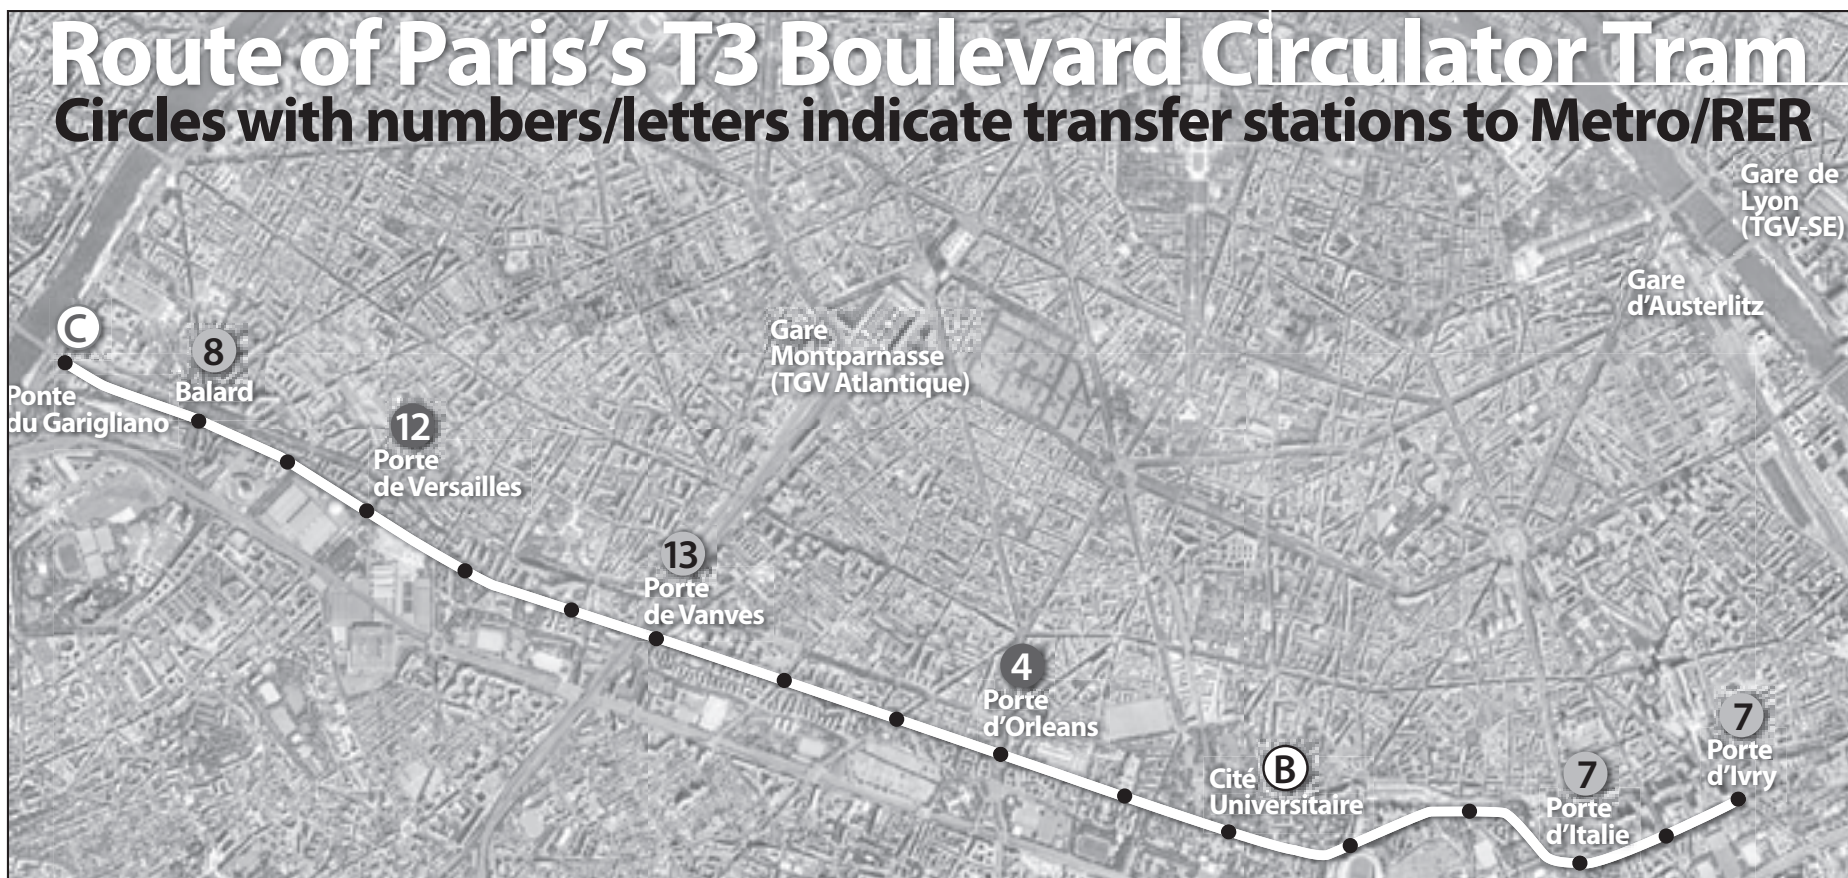 Route of Paris’s T3 Boulevard Circulator Tram
Circles with numbers/letters indicate transfer stations to Metro/RER
Gare de
Lyon
(TGV-SE)
Gare
d’Austerlitz
C
Ponte
du Garigliano
8
Balard
Gare
Montparnasse
(TGV Atlantique)
12
Porte
de Versailles
13
Porte
de Vanves
4
Porte
d’Orleans
B
Cité
Universitaire
7
Porte
d’Italie
7
Porte
d’Ivry